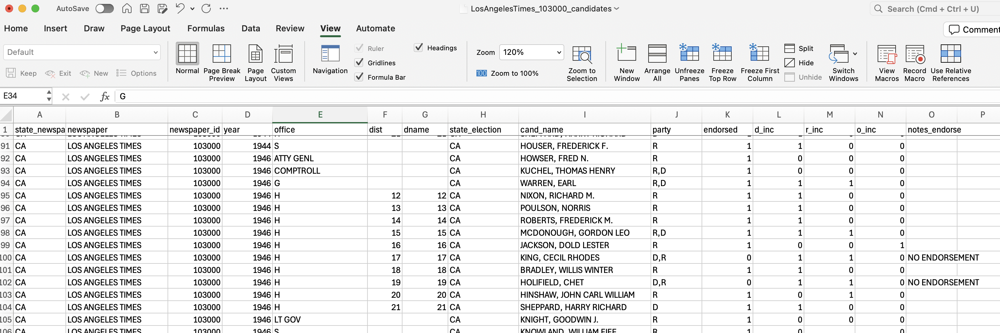 AutoSave
LosAngelesTimes_103000_candidates
Search (Cmd + Ctrl + U)
Home Insert Draw Page Layout Formulas Data Review View Automate
Comment
Default
Keep Exit New Options
Normal
Page Break Preview
Page Layout
Custom Views
Navigation
Ruler
Gridlines
Formula Bar
Headings
Zoom 120%
100 Zoom to 100%
Zoom to Selection
New Window
Arrange All
Unfreeze Panes
Freeze Top Row
Freeze First Column
Split
Hide
Unhide
Switch Windows
View Macros
Record Macro
Use Relative References
E34 fx G
A B C D E F G H I J K L M N O P
1 state_newspa newspaper newspaper_id year office dist dname state_election cand_name party endorsed d_inc r_inc o_inc notes_endorse
91 CA LOS ANGELES TIMES 103000 1944 S CA HOUSER, FREDERICK F. R 1 1 0 0
92 CA LOS ANGELES TIMES 103000 1946 ATTY GENL CA HOWSER, FRED N. R 1 0 0 0
93 CA LOS ANGELES TIMES 103000 1946 COMPTROLL CA KUCHEL, THOMAS HENRY R,D 1 0 0 0
94 CA LOS ANGELES TIMES 103000 1946 G CA WARREN, EARL R,D 1 1 1 0
95 CA LOS ANGELES TIMES 103000 1946 H 12 12 CA NIXON, RICHARD M. R 1 1 0 0
96 CA LOS ANGELES TIMES 103000 1946 H 13 13 CA POULSON, NORRIS R 1 1 0 0
97 CA LOS ANGELES TIMES 103000 1946 H 14 14 CA ROBERTS, FREDERICK M. R 1 1 0 0
98 CA LOS ANGELES TIMES 103000 1946 H 15 15 CA MCDONOUGH, GORDON LEO R,D 1 1 1 0
99 CA LOS ANGELES TIMES 103000 1946 H 16 16 CA JACKSON, DOLD LESTER R 1 0 0 1
100 CA LOS ANGELES TIMES 103000 1946 H 17 17 CA KING, CECIL RHODES D,R 0 1 1 0 NO ENDORSEMENT
101 CA LOS ANGELES TIMES 103000 1946 H 18 18 CA BRADLEY, WILLIS WINTER R 1 1 0 0
102 CA LOS ANGELES TIMES 103000 1946 H 19 19 CA HOLIFIELD, CHET D,R 0 1 1 0 NO ENDORSEMENT
103 CA LOS ANGELES TIMES 103000 1946 H 20 20 CA HINSHAW, JOHN CARL WILLIAM R 1 0 1 0
104 CA LOS ANGELES TIMES 103000 1946 H 21 21 CA SHEPPARD, HARRY RICHARD D 1 1 0 0
105 CA LOS ANGELES TIMES 103000 1946 LT GOV CA KNIGHT, GOODWIN J. R 1 0 0 0
106 CA LOS ANGELES TIMES 103000 1946 S CA KNOWLAND, WILLIAM FIFE R 1 0 0